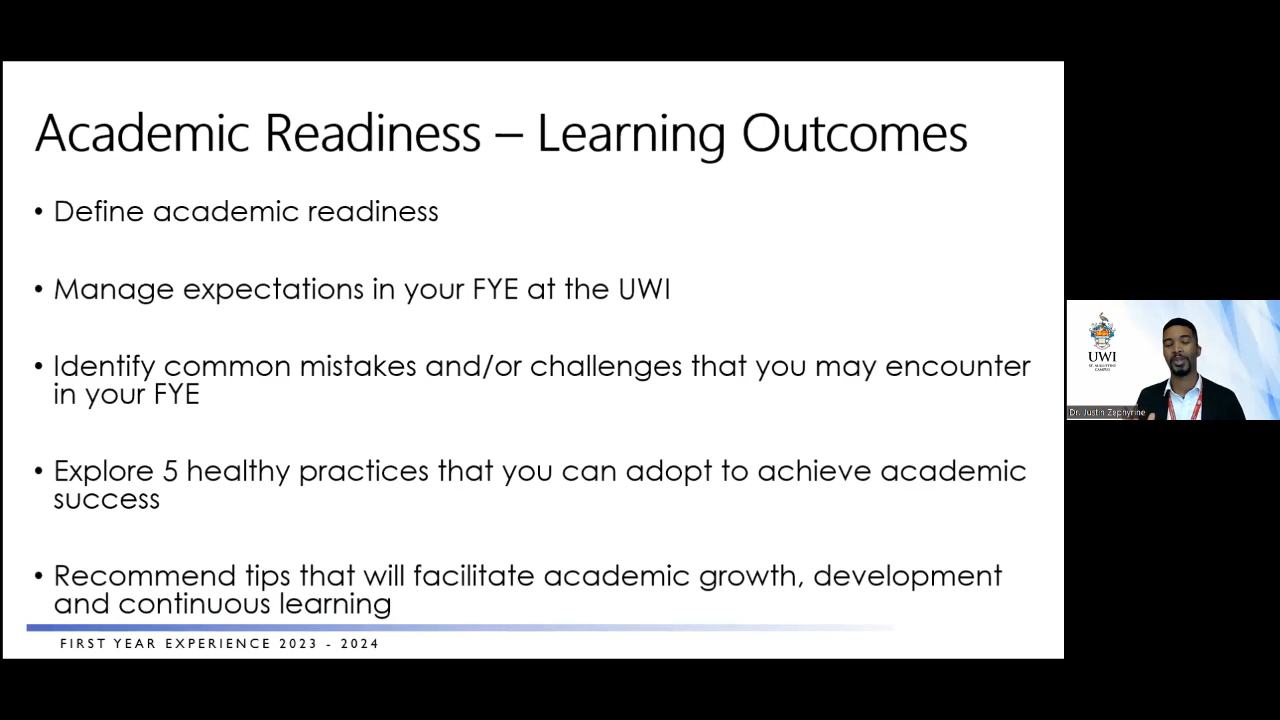 Academic Readiness – Learning Outcomes
• Define academic readiness
• Manage expectations in your FYE at the UWI
• Identify common mistakes and/or challenges that you may encounter
in your FYE
• Explore 5 healthy practices that you can adopt to achieve academic
success
• Recommend tips that will facilitate academic growth, development
and continuous learning
FIRST YEAR EXPERIENCE 2023 - 2024
UWI
ST. AUGUSTINE
CAMPUS
Dr. Justin Zephyrine